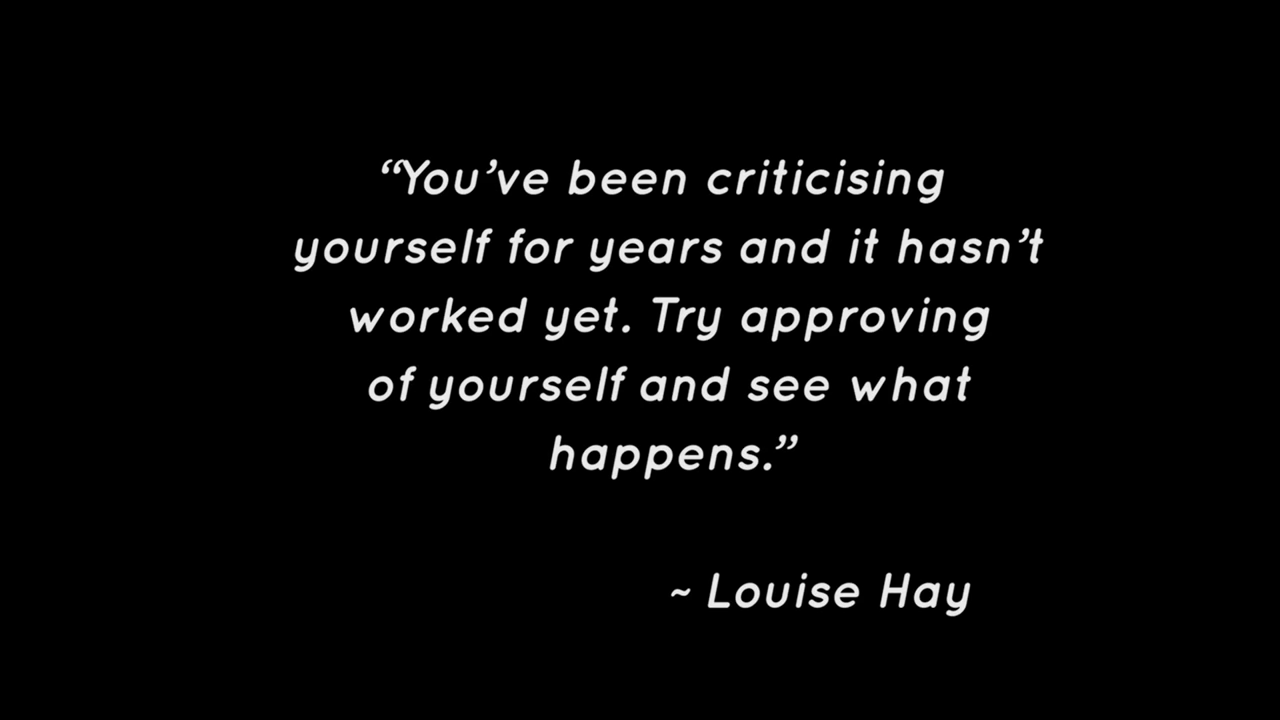 “You’ve been criticising
yourself for years and it hasn’t
worked yet. Try approving
of yourself and see what
happens.”
~ Louise Hay